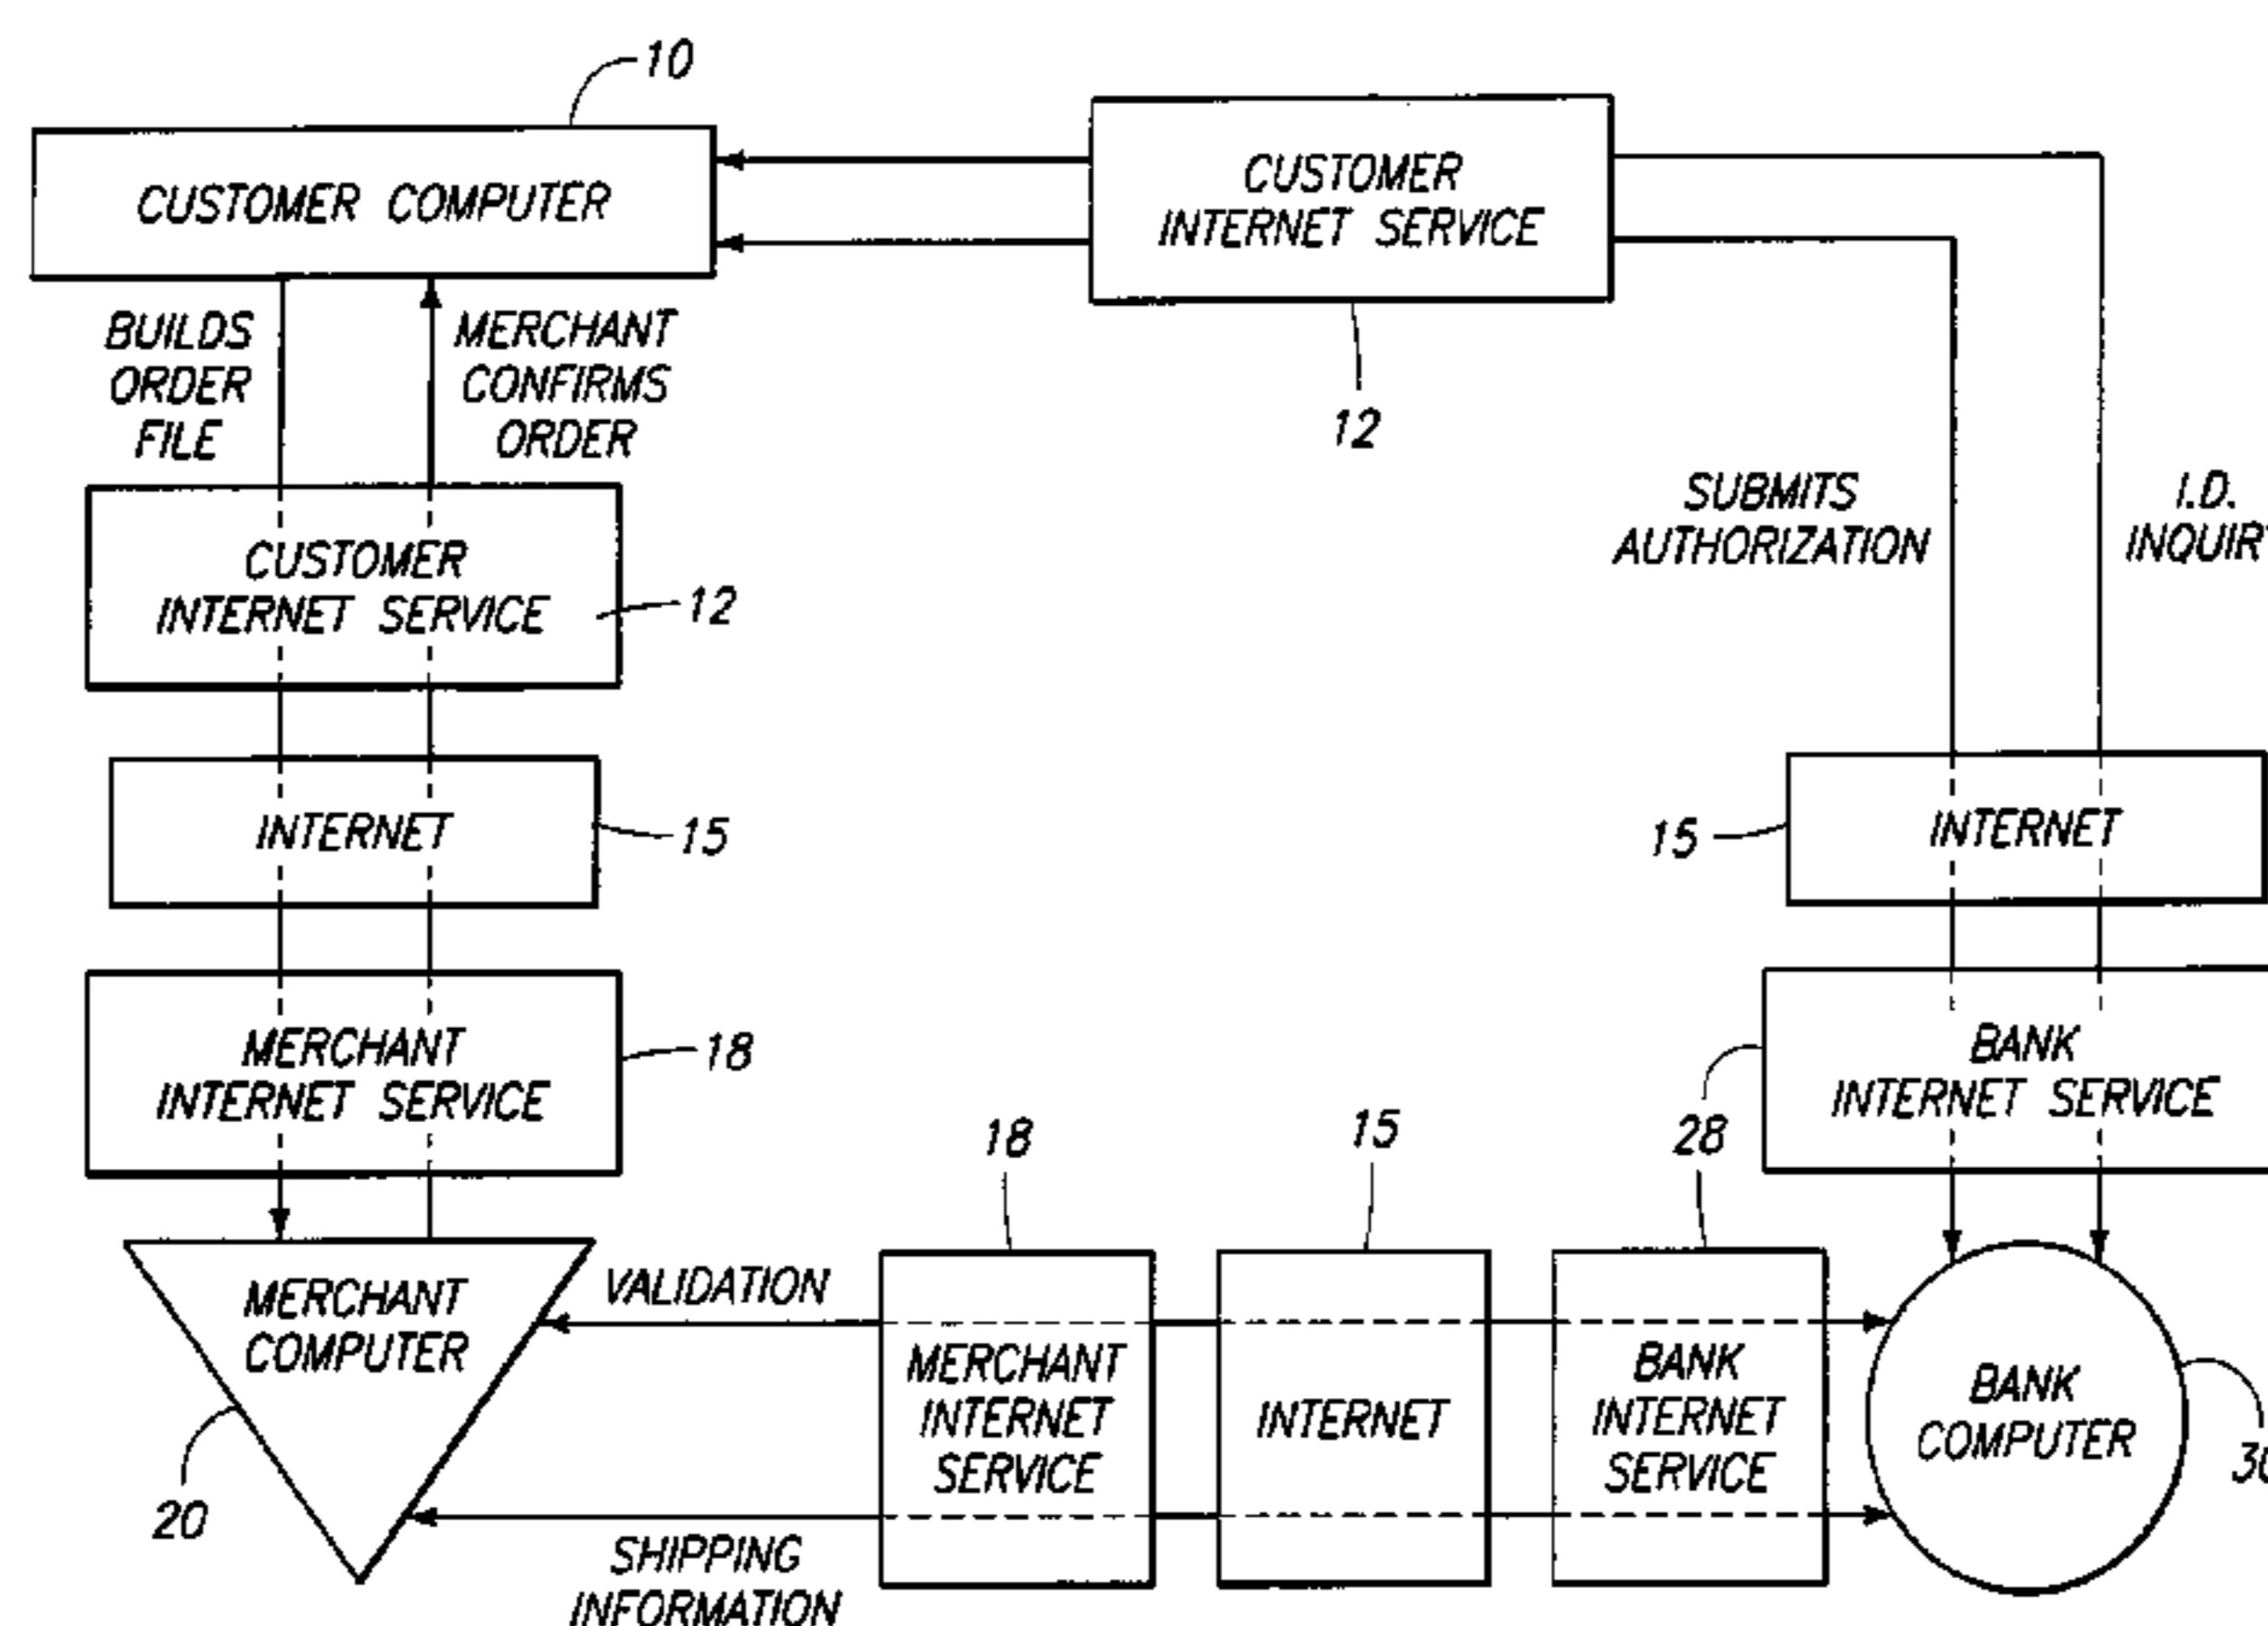 10
CUSTOMER COMPUTER
CUSTOMER
INTERNET SERVICE
12
BUILDS
ORDER
FILE
MERCHANT
CONFIRMS
ORDER
SUBMITS
AUTHORIZATION
I.D.
CUSTOMER
INTERNET SERVICE
12
INTERNET
15
15
INTERNET
MERCHANT
INTERNET SERVICE
18
BANK
INTERNET SERVICE
28
18
15
MERCHANT
COMPUTER
20
VALIDATION
SHIPPING
INFORMATION
MERCHANT
INTERNET
SERVICE
INTERNET
BANK
INTERNET
SERVICE
BANK
COMPUTER